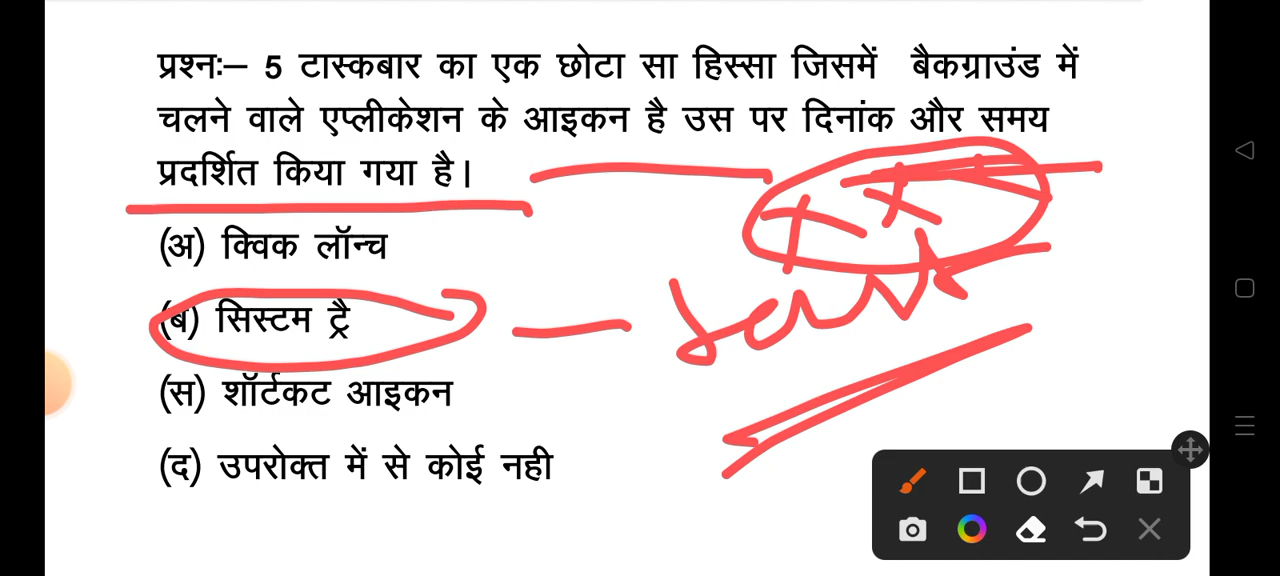 प्रश्नः— 5 टास्कबार का एक छोटा सा हिस्सा जिसमें बैकग्राउंड में
चलने वाले एप्लीकेशन के आइकन है उस पर दिनांक और समय
प्रदर्शित किया गया है।
(अ) क्विक लॉन्च
(ब) सिस्टम ट्रै
(स) शॉर्टकट आइकन
(द) उपरोक्त में से कोई नही